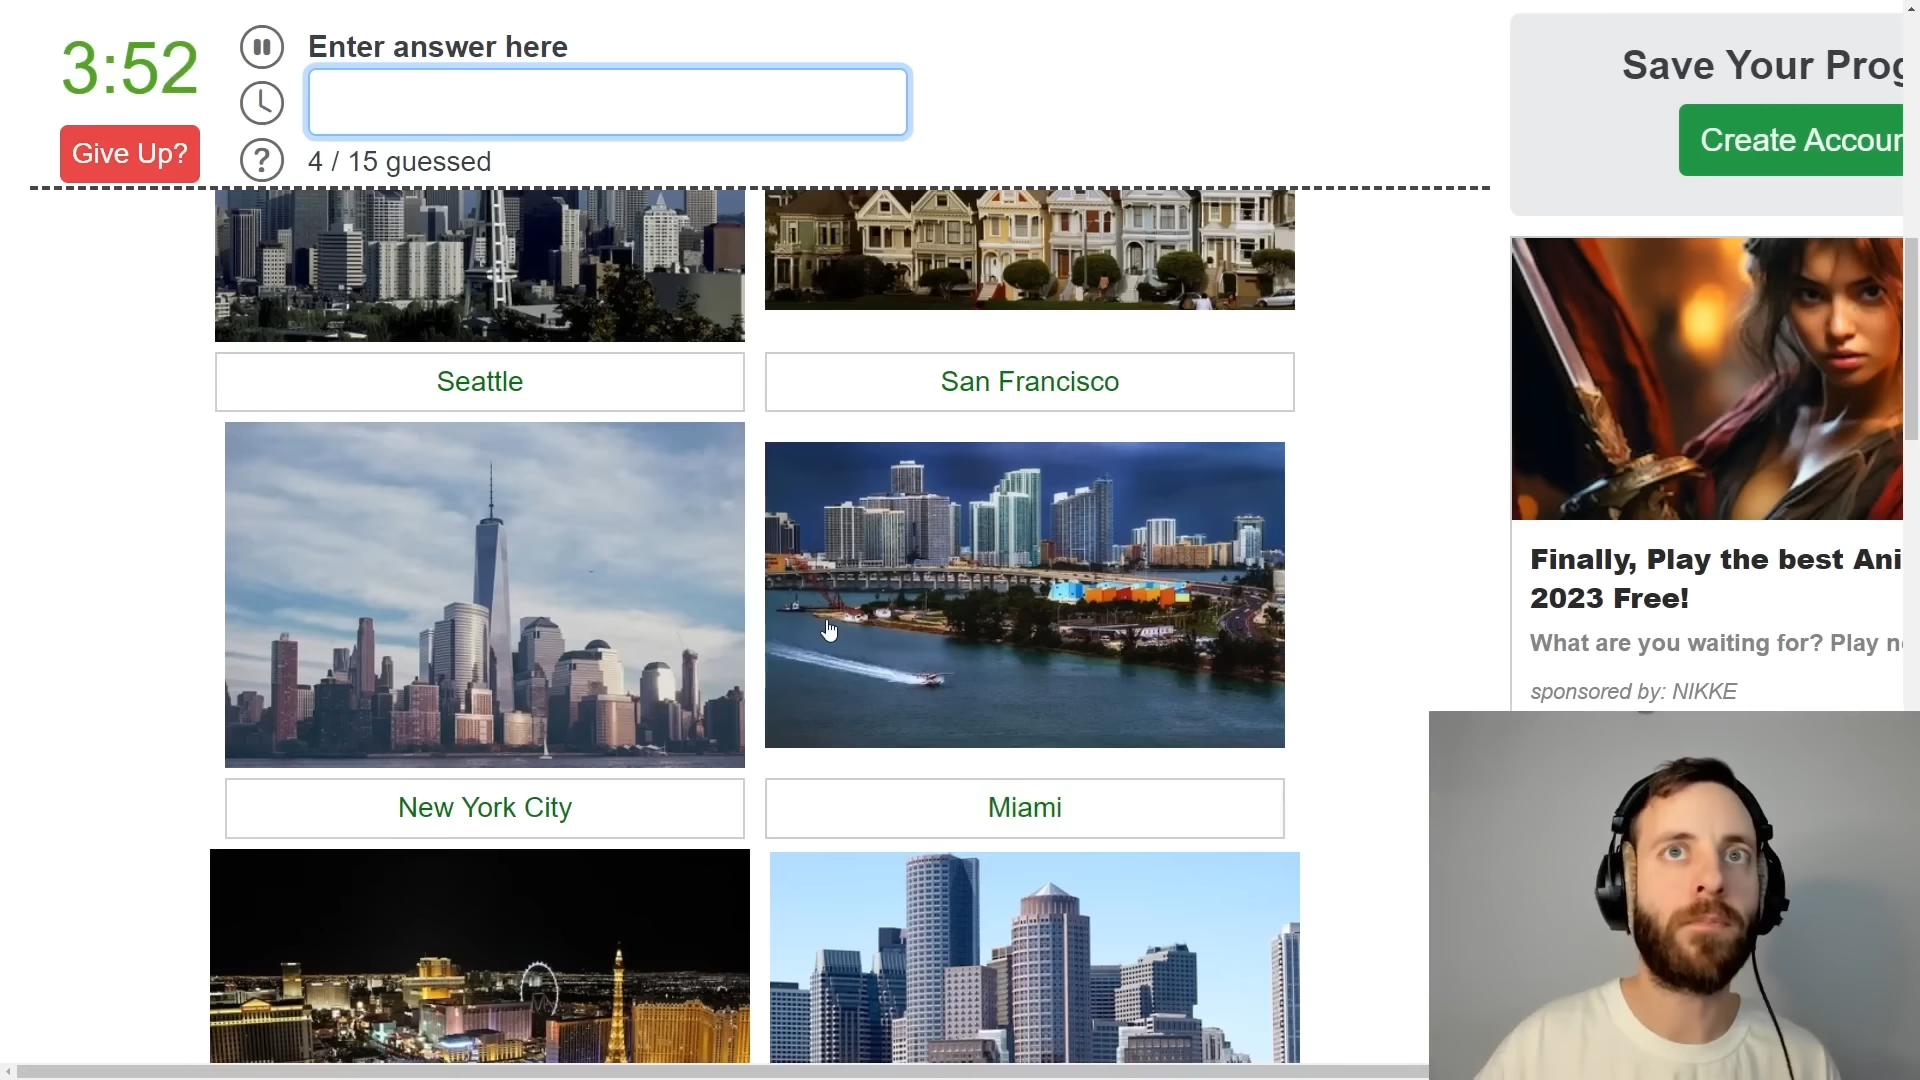 3:52
Give Up?
Enter answer here
4 / 15 guessed
Save Your Prog
Create Accour
Seattle
San Francisco
New York City
Miami
Finally, Play the best Ani
2023 Free!
What are you waiting for? Play n
sponsored by: NIKKE